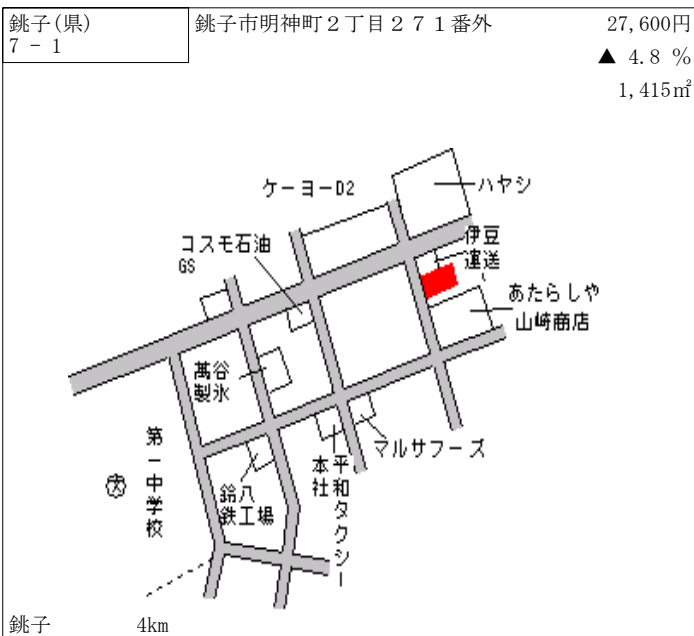 銚子(県)
7 - 1
銚子市明神町２丁目２７１番外
27,600円
▲ 4.8 %
1,415㎡
ケーヨーD2
ハヤシ
コスモ石油
GS
伊豆
運送
あたらしや
山崎商店
萬谷
製氷
第一中学校
マルサフーズ
平和タクシー
本社
鈴八
鉄工場
銚子 4km